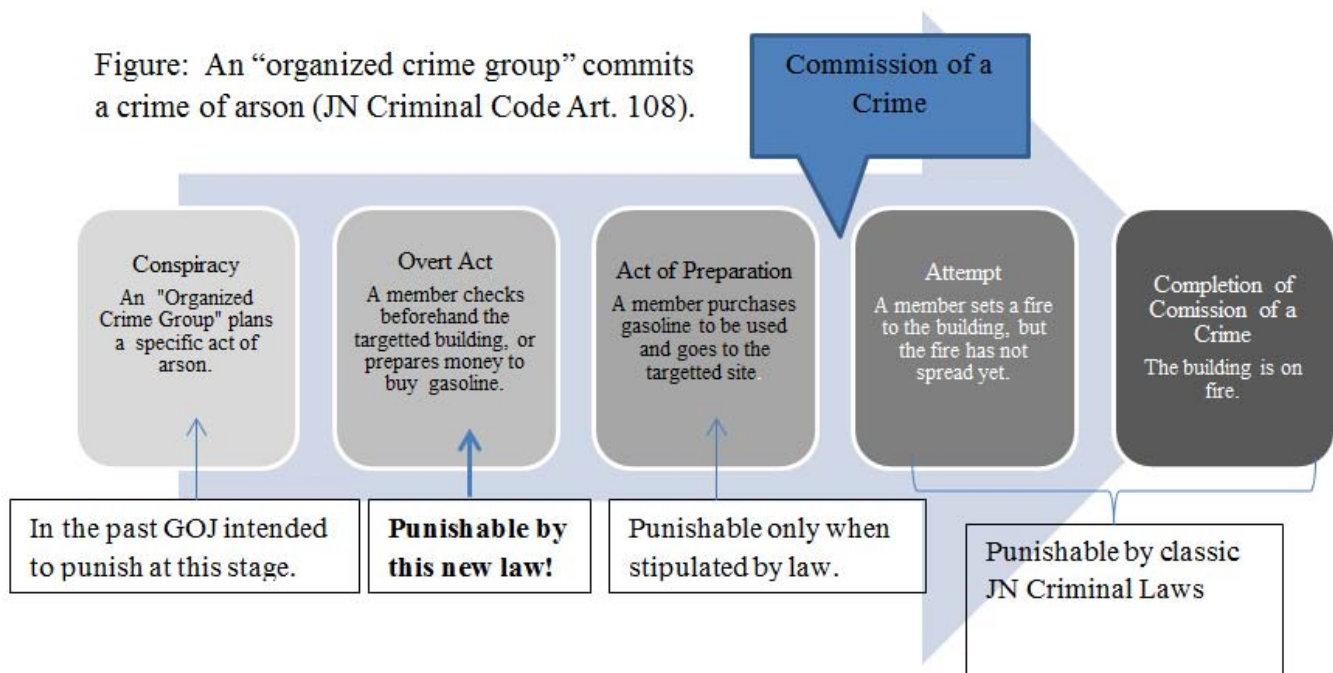 Figure: An “organized crime group” commits
a crime of arson (JN Criminal Code Art. 108).
Commission of a
Crime
Conspiracy
An "Organized
Crime Group" plans
a specific act of
arson.
Overt Act
A member checks
beforehand the
targetted building, or
prepares money to
buy gasoline.
Act of Preparation
A member purchases
gasoline to be used
and goes to the
targetted site.
Attempt
A member sets a fire
to the building, but
the fire has not
spread yet.
Completion of
Comission of a
Crime
The building is on
fire.
In the past GOJ intended
to punish at this stage.
Punishable by
this new law!
Punishable only when
stipulated by law.
Punishable by classic
JN Criminal Laws